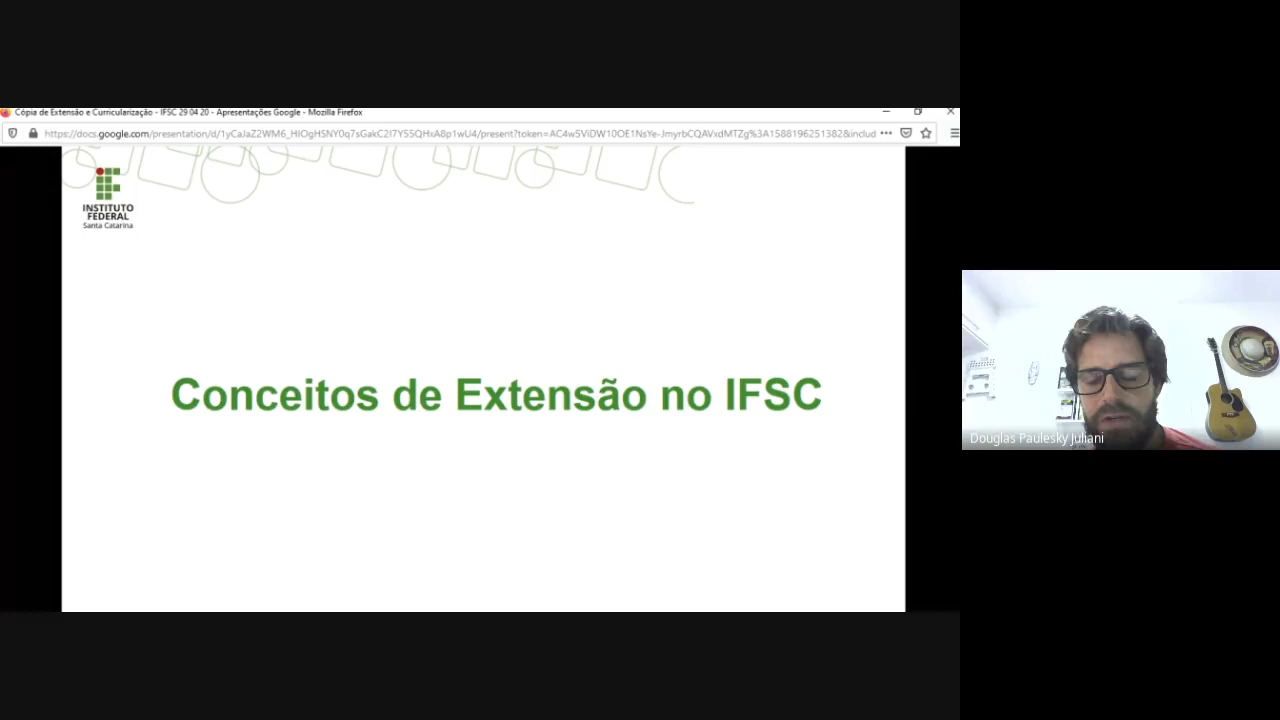 Cópia de Extensão e Curricularização - IFSC 29 04 20 - Apresentações Google - Mozilla Firefox
INSTITUTO
FEDERAL
Santa Catarina
Conceitos de Extensão no IFSC
Douglas Paulesky Juliani